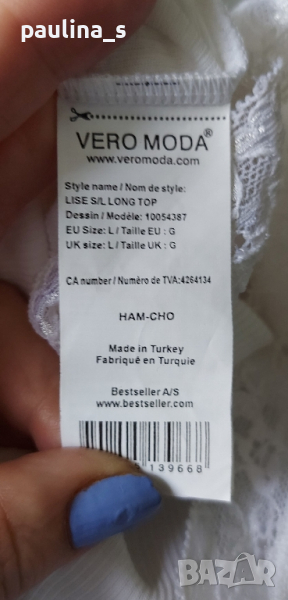 paulina_s
VERO MODA®
www.veromoda.com
Style name / Nom de style:
LISE S/L LONG TOP
Dessin / Modèle: 10054387
EU Size: L / Taille EU : G
UK size: L / Taille UK : G
CA number / Numéro de TVA:4264134
HAM-CHO
Made in Turkey
Fabriqué en Turquie
Bestseller A/S
www.bestseller.com
139668
BAZAR